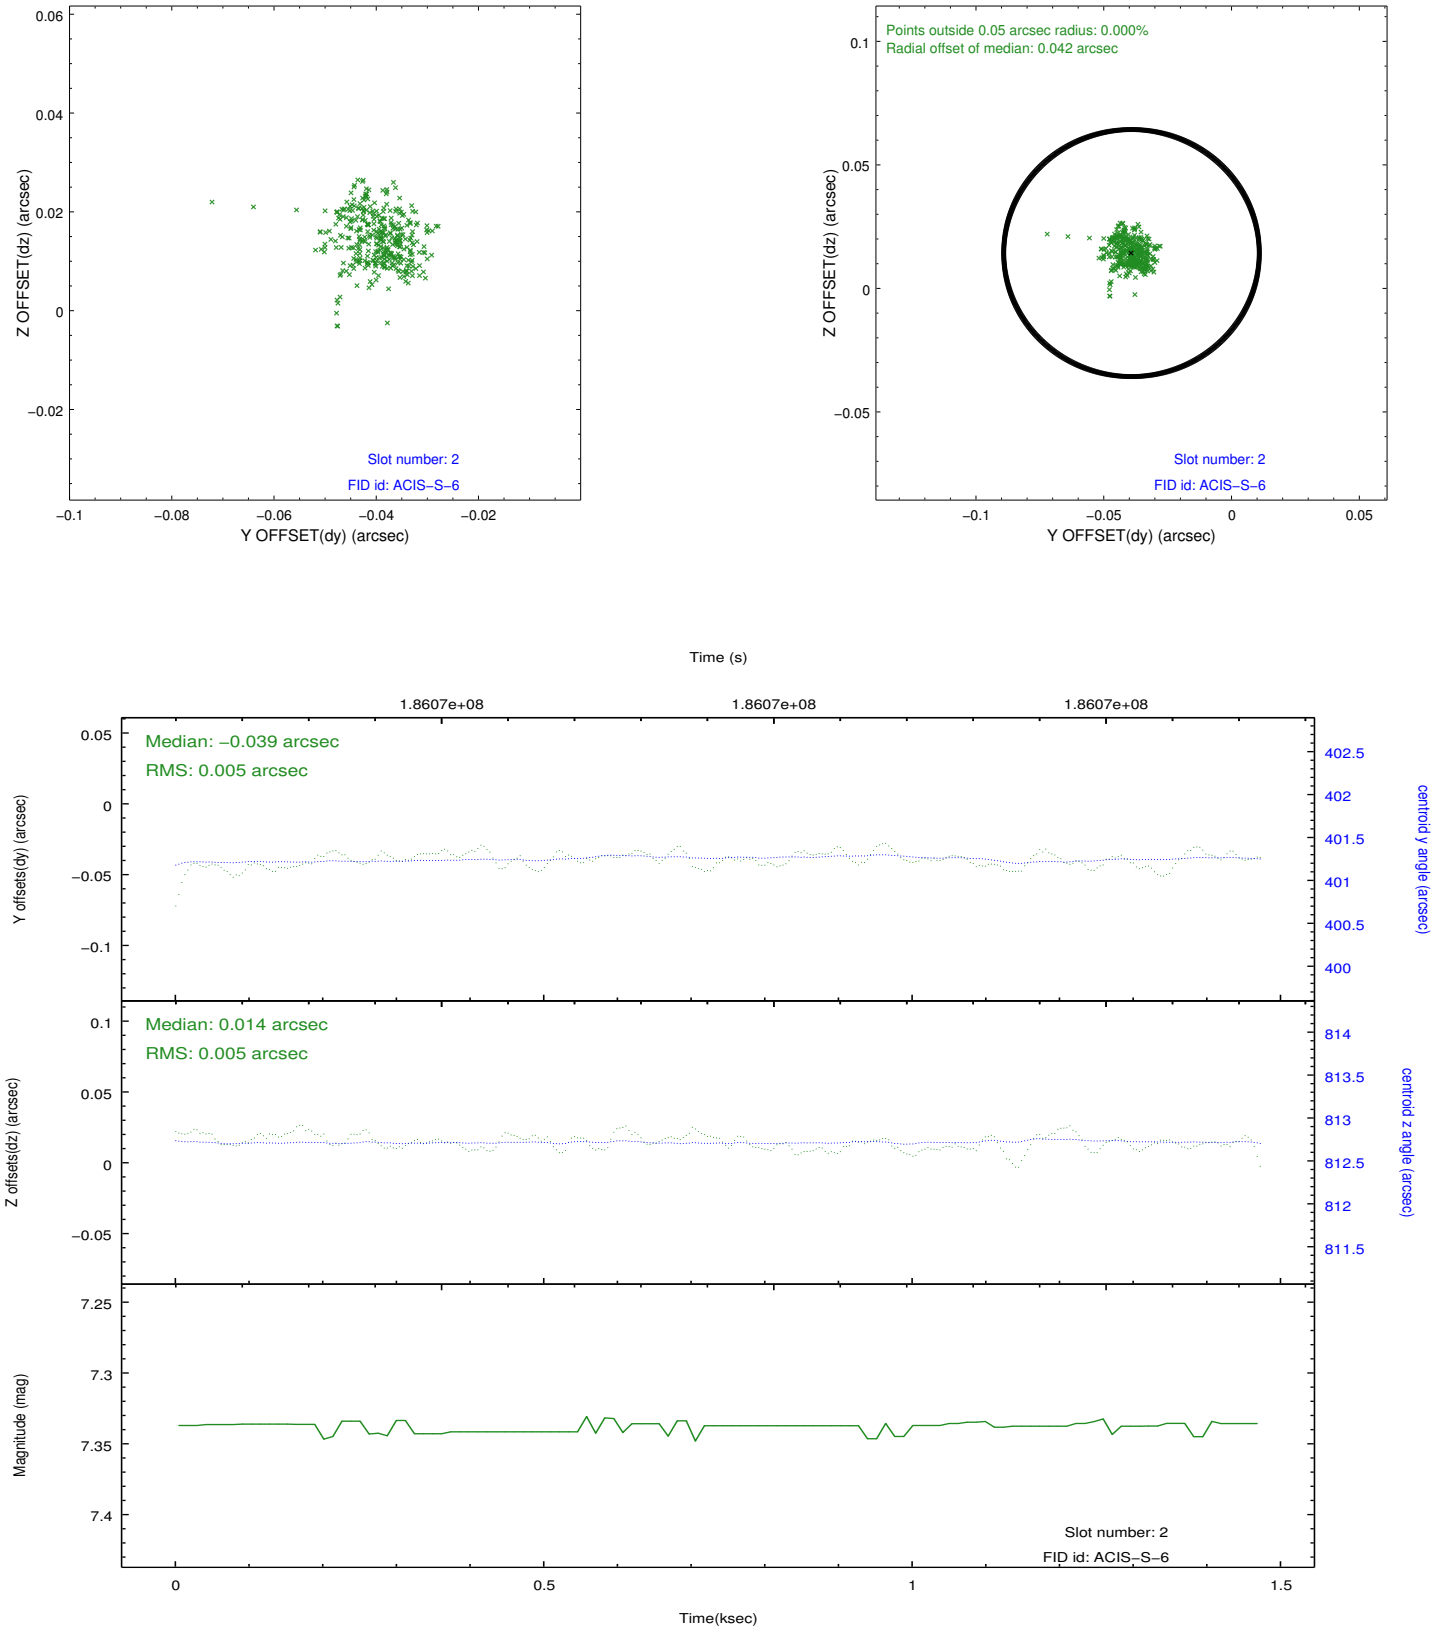 0.06
0.04
0.02
0
−0.02
Z OFFSET(dz) (arcsec)
Slot number: 2
FID id: ACIS−S−6
−0.1
−0.08
−0.06
−0.04
−0.02
Y OFFSET(dy) (arcsec)
Points outside 0.05 arcsec radius: 0.000%
Radial offset of median: 0.042 arcsec
0.1
0.05
0
−0.05
Z OFFSET(dz) (arcsec)
Slot number: 2
FID id: ACIS−S−6
−0.1
−0.05
0
0.05
Y OFFSET(dy) (arcsec)
Time (s)
1.8607e+08
1.8607e+08
1.8607e+08
Median: −0.039 arcsec
RMS: 0.005 arcsec
0.05
0
−0.05
−0.1
Y offsets(dy) (arcsec)
402.5
402
401.5
401
400.5
400
centroid y angle (arcsec)
Median: 0.014 arcsec
RMS: 0.005 arcsec
0.1
0.05
0
−0.05
Z offsets(dz) (arcsec)
814
813.5
813
812.5
812
811.5
centroid z angle (arcsec)
7.25
7.3
7.35
7.4
Magnitude (mag)
Slot number: 2
FID id: ACIS−S−6
0
0.5
1
1.5
Time(ksec)